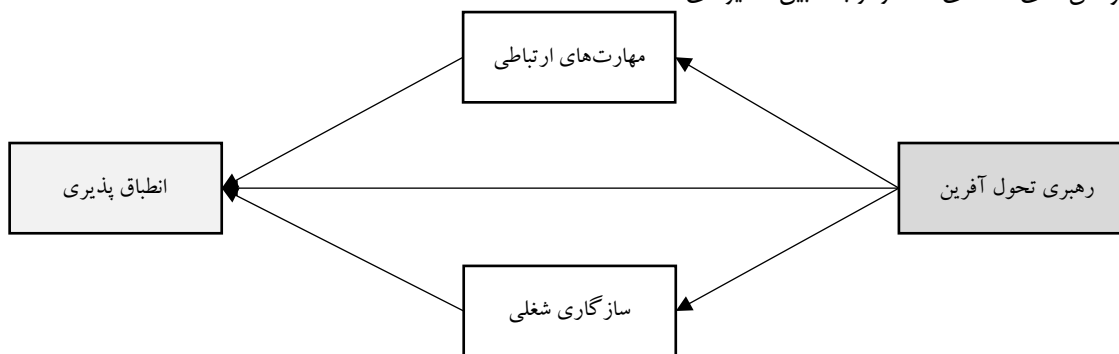 مهارت‌های ارتباطی
رهبری تحول آفرین
انطباق پذیری
سازگاری شغلی